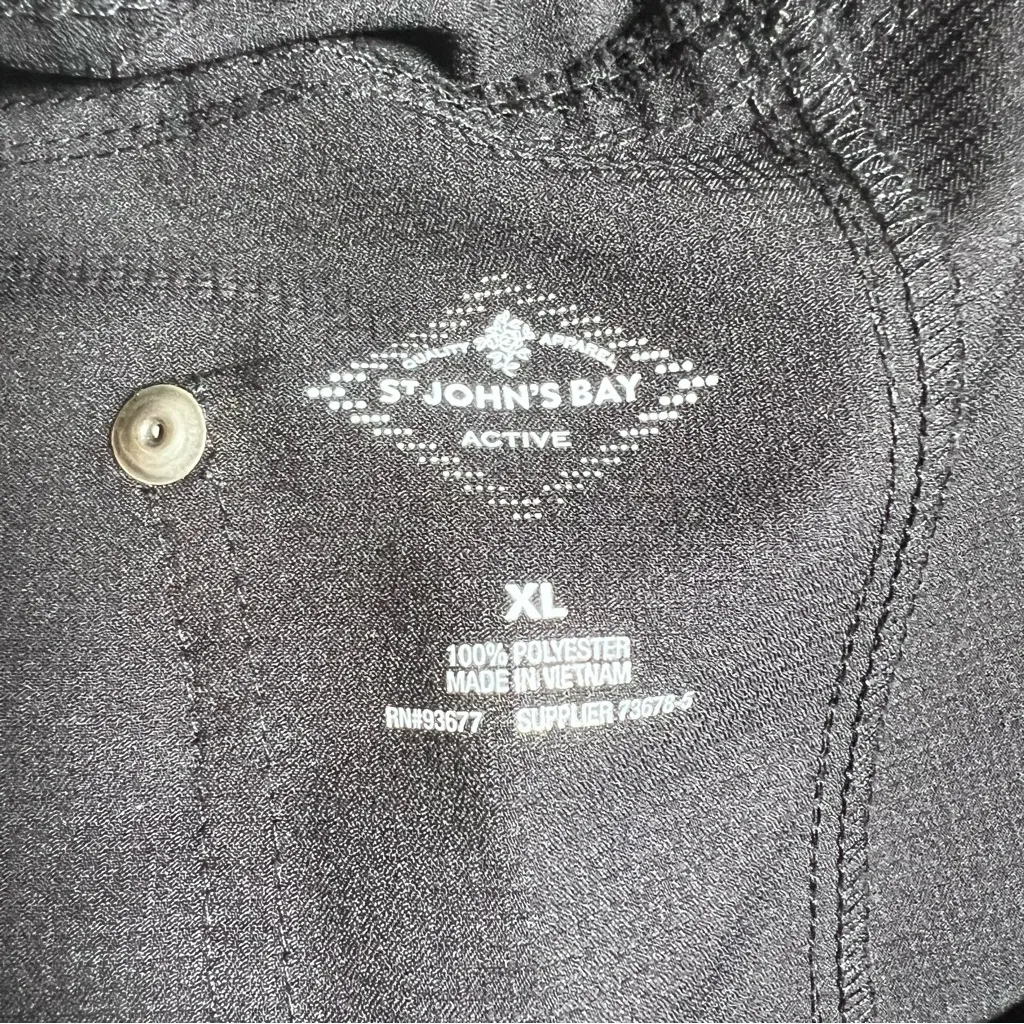 QUALITY APPAREL
ST JOHN'S BAY
ACTIVE
XL
100% POLYESTER
MADE IN VIETNAM
RN#93677 SUPPLIER 73678-5